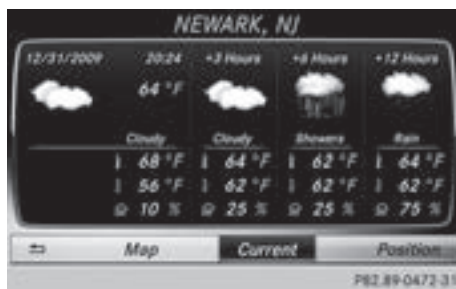 NEWARK, NJ
12/31/2009 20:24 +3 Hours +6 Hours +12 Hours
64 °F
Cloudy Cloudy Showers Rain
68 °F 64 °F 62 °F 64 °F
56 °F 62 °F 62 °F 62 °F
10 % 25 % 25 % 75 %
Map Current Position
P82.89-0472-31